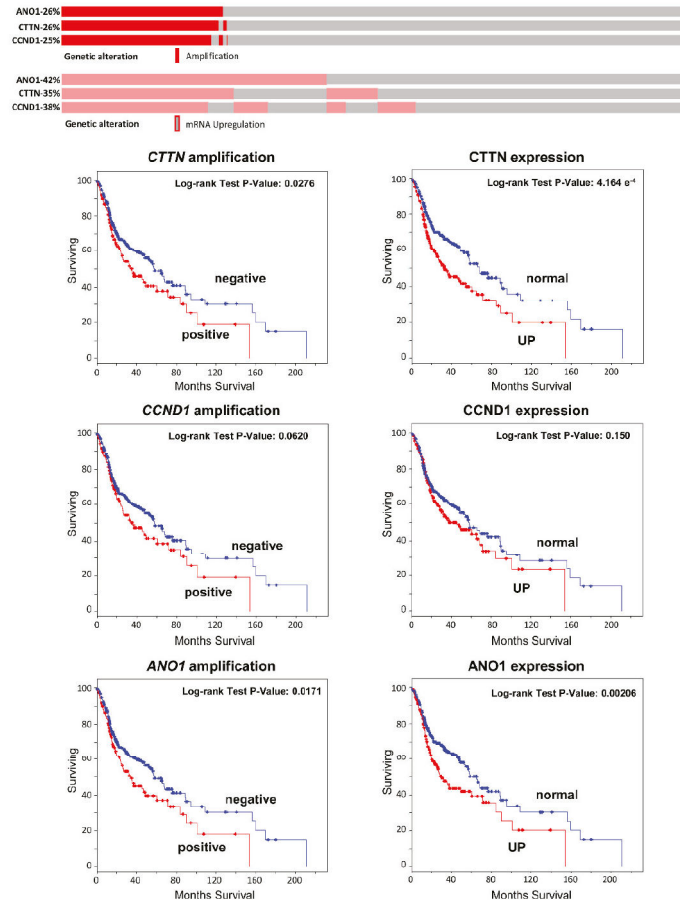 ANO1-26%
CTTN-26%
CCND1-25%
Genetic alteration Amplification
ANO1-42%
CTTN-35%
CCND1-38%
Genetic alteration mRNA Upregulation
CTTN amplification
Log-rank Test P-Value: 0.0276
Surviving
100
80
60
40
20
0
negative
positive
0 40 80 120 160 200
Months Survival
CTTN expression
Log-rank Test P-Value: 4.164 e⁻⁴
Surviving
100
80
60
40
20
0
normal
UP
0 40 80 120 160 200
Months Survival
CCND1 amplification
Log-rank Test P-Value: 0.0620
Surviving
100
80
60
40
20
0
negative
positive
0 40 80 120 160 200
Months Survival
CCND1 expression
Log-rank Test P-Value: 0.150
Surviving
100
80
60
40
20
0
normal
UP
0 40 80 120 160 200
Months Survival
ANO1 amplification
Log-rank Test P-Value: 0.0171
Surviving
100
80
60
40
20
0
negative
positive
0 40 80 120 160 200
Months Survival
ANO1 expression
Log-rank Test P-Value: 0.00206
Surviving
100
80
60
40
20
0
normal
UP
0 40 80 120 160 200
Months Survival